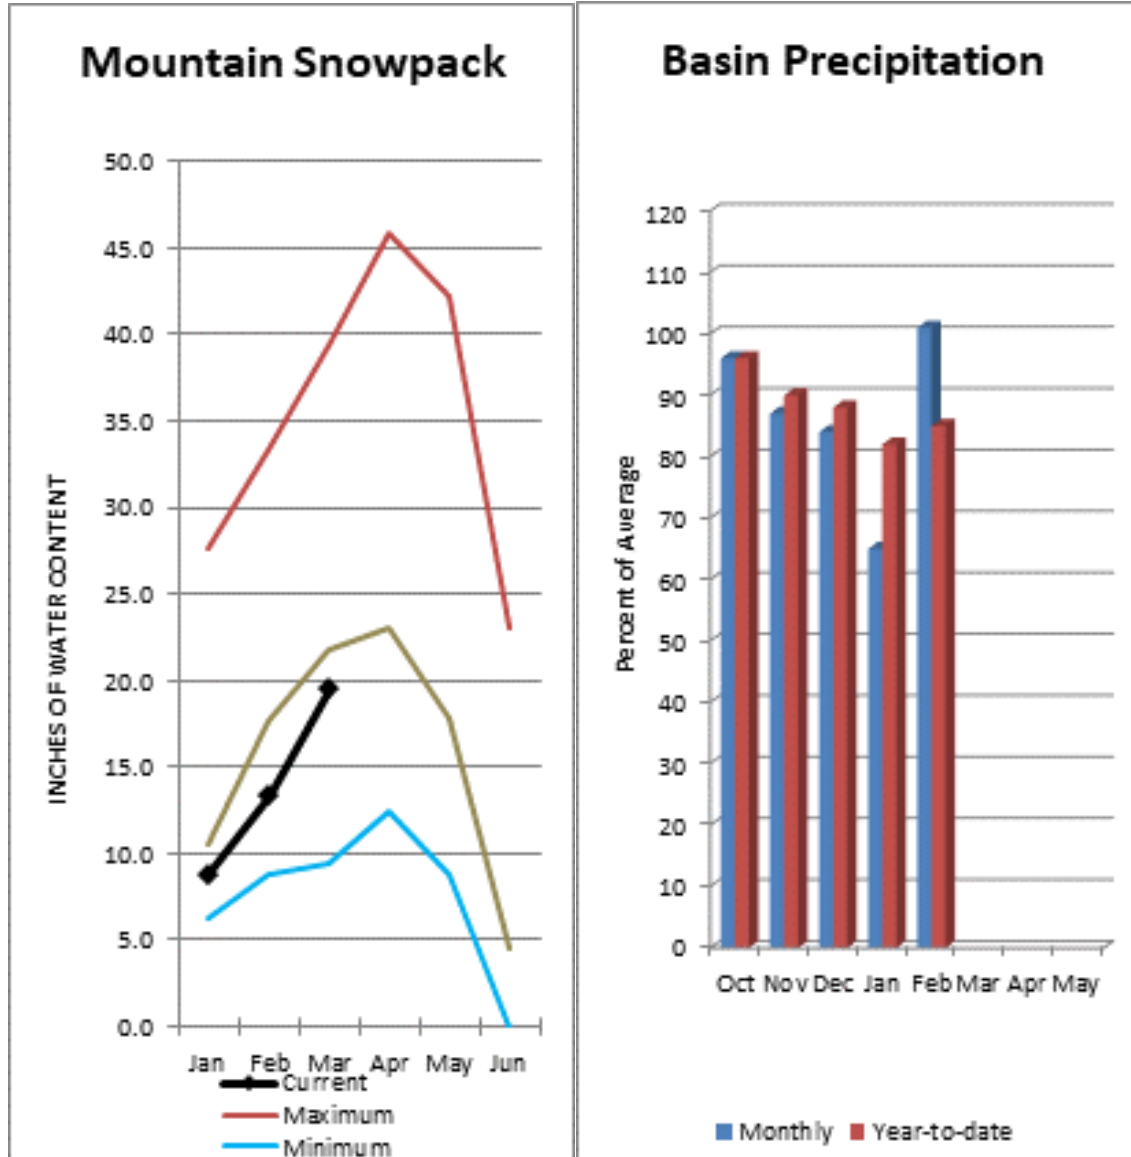 Mountain Snowpack
50.0
45.0
40.0
35.0
30.0
25.0
20.0
15.0
10.0
5.0
0.0
INCHES OF WATER CONTENT
Jan Feb Mar Apr May Jun
Current
Maximum
Minimum
Basin Precipitation
120
110
100
90
80
70
60
50
40
30
20
10
0
Percent of Average
Oct Nov Dec Jan Feb Mar Apr May
Monthly Year-to-date